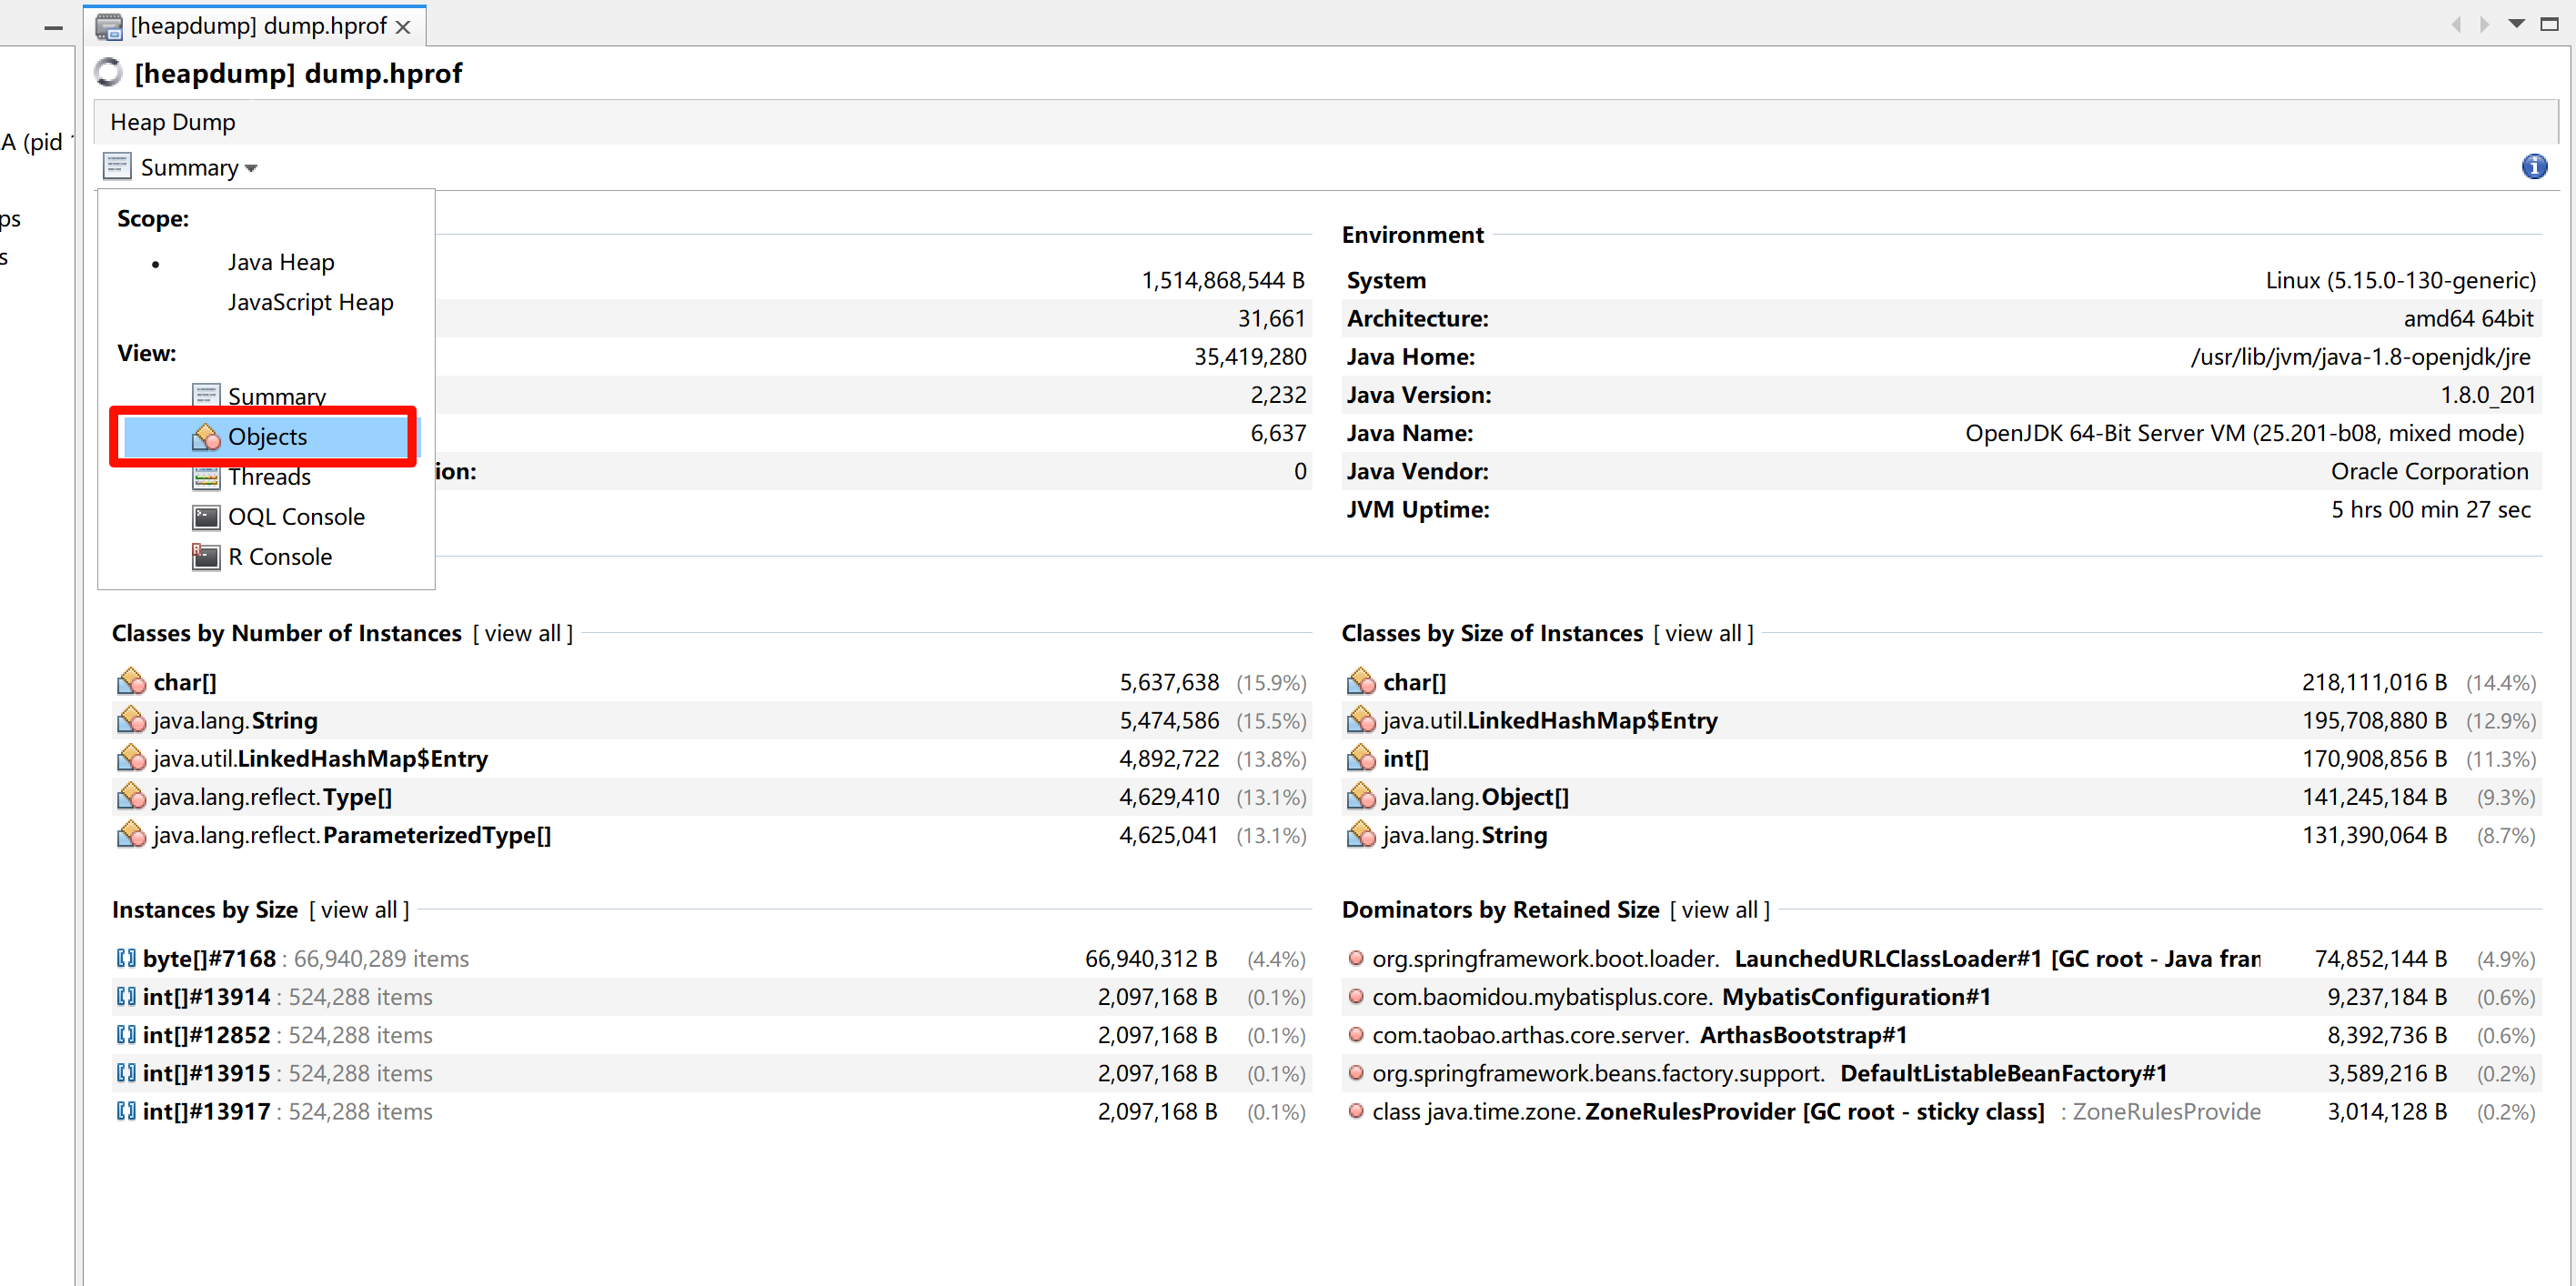 [heapdump] dump.hprof
[heapdump] dump.hprof
Heap Dump
A (pid
Summary
ps
s
Scope:
Java Heap
JavaScript Heap
View:
Summary
Objects
Threads
OQL Console
R Console
1,514,868,544 B
31,661
35,419,280
2,232
6,637
ion: 0
Environment
System Linux (5.15.0-130-generic)
Architecture: amd64 64bit
Java Home: /usr/lib/jvm/java-1.8-openjdk/jre
Java Version: 1.8.0_201
Java Name: OpenJDK 64-Bit Server VM (25.201-b08, mixed mode)
Java Vendor: Oracle Corporation
JVM Uptime: 5 hrs 00 min 27 sec
Classes by Number of Instances [ view all ]
char[] 5,637,638 (15.9%)
java.lang.String 5,474,586 (15.5%)
java.util.LinkedHashMap$Entry 4,892,722 (13.8%)
java.lang.reflect.Type[] 4,629,410 (13.1%)
java.lang.reflect.ParameterizedType[] 4,625,041 (13.1%)
Classes by Size of Instances [ view all ]
char[] 218,111,016 B (14.4%)
java.util.LinkedHashMap$Entry 195,708,880 B (12.9%)
int[] 170,908,856 B (11.3%)
java.lang.Object[] 141,245,184 B (9.3%)
java.lang.String 131,390,064 B (8.7%)
Instances by Size [ view all ]
byte[]#7168 : 66,940,289 items 66,940,312 B (4.4%)
int[]#13914 : 524,288 items 2,097,168 B (0.1%)
int[]#12852 : 524,288 items 2,097,168 B (0.1%)
int[]#13915 : 524,288 items 2,097,168 B (0.1%)
int[]#13917 : 524,288 items 2,097,168 B (0.1%)
Dominators by Retained Size [ view all ]
org.springframework.boot.loader. LaunchedURLClassLoader#1 [GC root - Java fran 74,852,144 B (4.9%)
com.baomidou.mybatisplus.core. MybatisConfiguration#1 9,237,184 B (0.6%)
com.taobao.arthas.core.server. ArthasBootstrap#1 8,392,736 B (0.6%)
org.springframework.beans.factory.support. DefaultListableBeanFactory#1 3,589,216 B (0.2%)
class java.time.zone.ZoneRulesProvider [GC root - sticky class] : ZoneRulesProvide 3,014,128 B (0.2%)